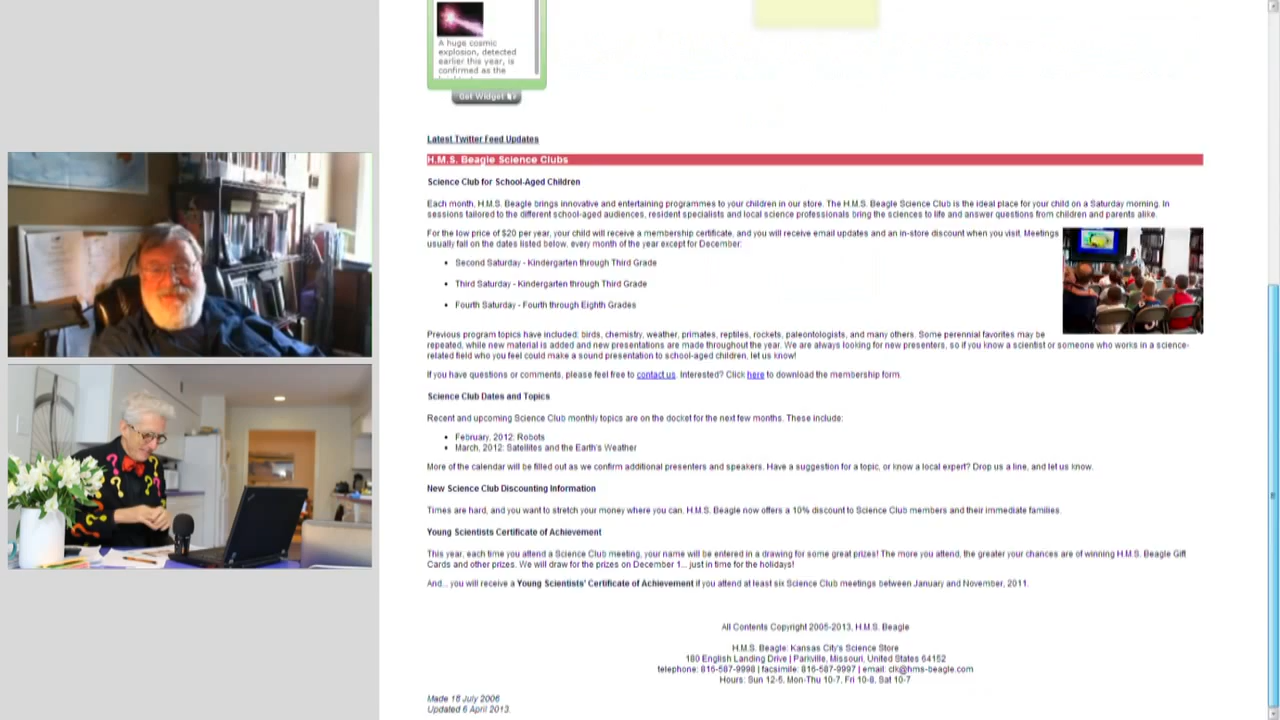 A huge cosmic
explosion, detected
earlier this year, is
confirmed as the
Get Widget
Latest Twitter Feed Updates
H.M.S. Beagle Science Clubs
Science Club for School-Aged Children
Each month, H.M.S. Beagle brings innovative and entertaining programmes to your children in our store. The H.M.S. Beagle Science Club is the ideal place for your child on a Saturday morning. In
sessions tailored to the different school-aged audiences, resident specialists and local science professionals bring the sciences to life and answer questions from children and parents alike.
For the low price of $20 per year, your child will receive a membership certificate, and you will receive email updates and an in-store discount when you visit. Meetings
usually fall on the dates listed below, every month of the year except for December:
• Second Saturday - Kindergarten through Third Grade
• Third Saturday - Kindergarten through Third Grade
• Fourth Saturday - Fourth through Eighth Grades
Previous program topics have included: birds, chemistry, weather, primates, reptiles, rockets, paleontologists, and many others. Some perennial favorites may be
repeated, while new material is added and new presentations are made throughout the year. We are always looking for new presenters, so if you know a scientist or someone who works in a science-
related field who you feel could make a sound presentation to school-aged children, let us know!
If you have questions or comments, please feel free to contact us. Interested? Click here to download the membership form.
Science Club Dates and Topics
Recent and upcoming Science Club monthly topics are on the docket for the next few months. These include:
• February, 2012: Robots
• March, 2012: Satellites and the Earth's Weather
More of the calendar will be filled out as we confirm additional presenters and speakers. Have a suggestion for a topic, or know a local expert? Drop us a line, and let us know.
New Science Club Discounting Information
Times are hard, and you want to stretch your money where you can. H.M.S. Beagle now offers a 10% discount to Science Club members and their immediate families.
Young Scientists Certificate of Achievement
This year, each time you attend a Science Club meeting, your name will be entered in a drawing for some great prizes! The more you attend, the greater your chances are of winning H.M.S. Beagle Gift
Cards and other prizes. We will draw for the prizes on December 1... just in time for the holidays!
And... you will receive a Young Scientists' Certificate of Achievement if you attend at least six Science Club meetings between January and November, 2011.
All Contents Copyright 2005-2013, H.M.S. Beagle
H.M.S. Beagle: Kansas City's Science Store
180 English Landing Drive | Parkville, Missouri, United States 64152
telephone: 816-587-9998 | facsimile: 816-587-9997 | email: clk@hms-beagle.com
Hours: Sun 12-5, Mon-Thu 10-7, Fri 10-8, Sat 10-7
Made 18 July 2006
Updated 6 April 2013.